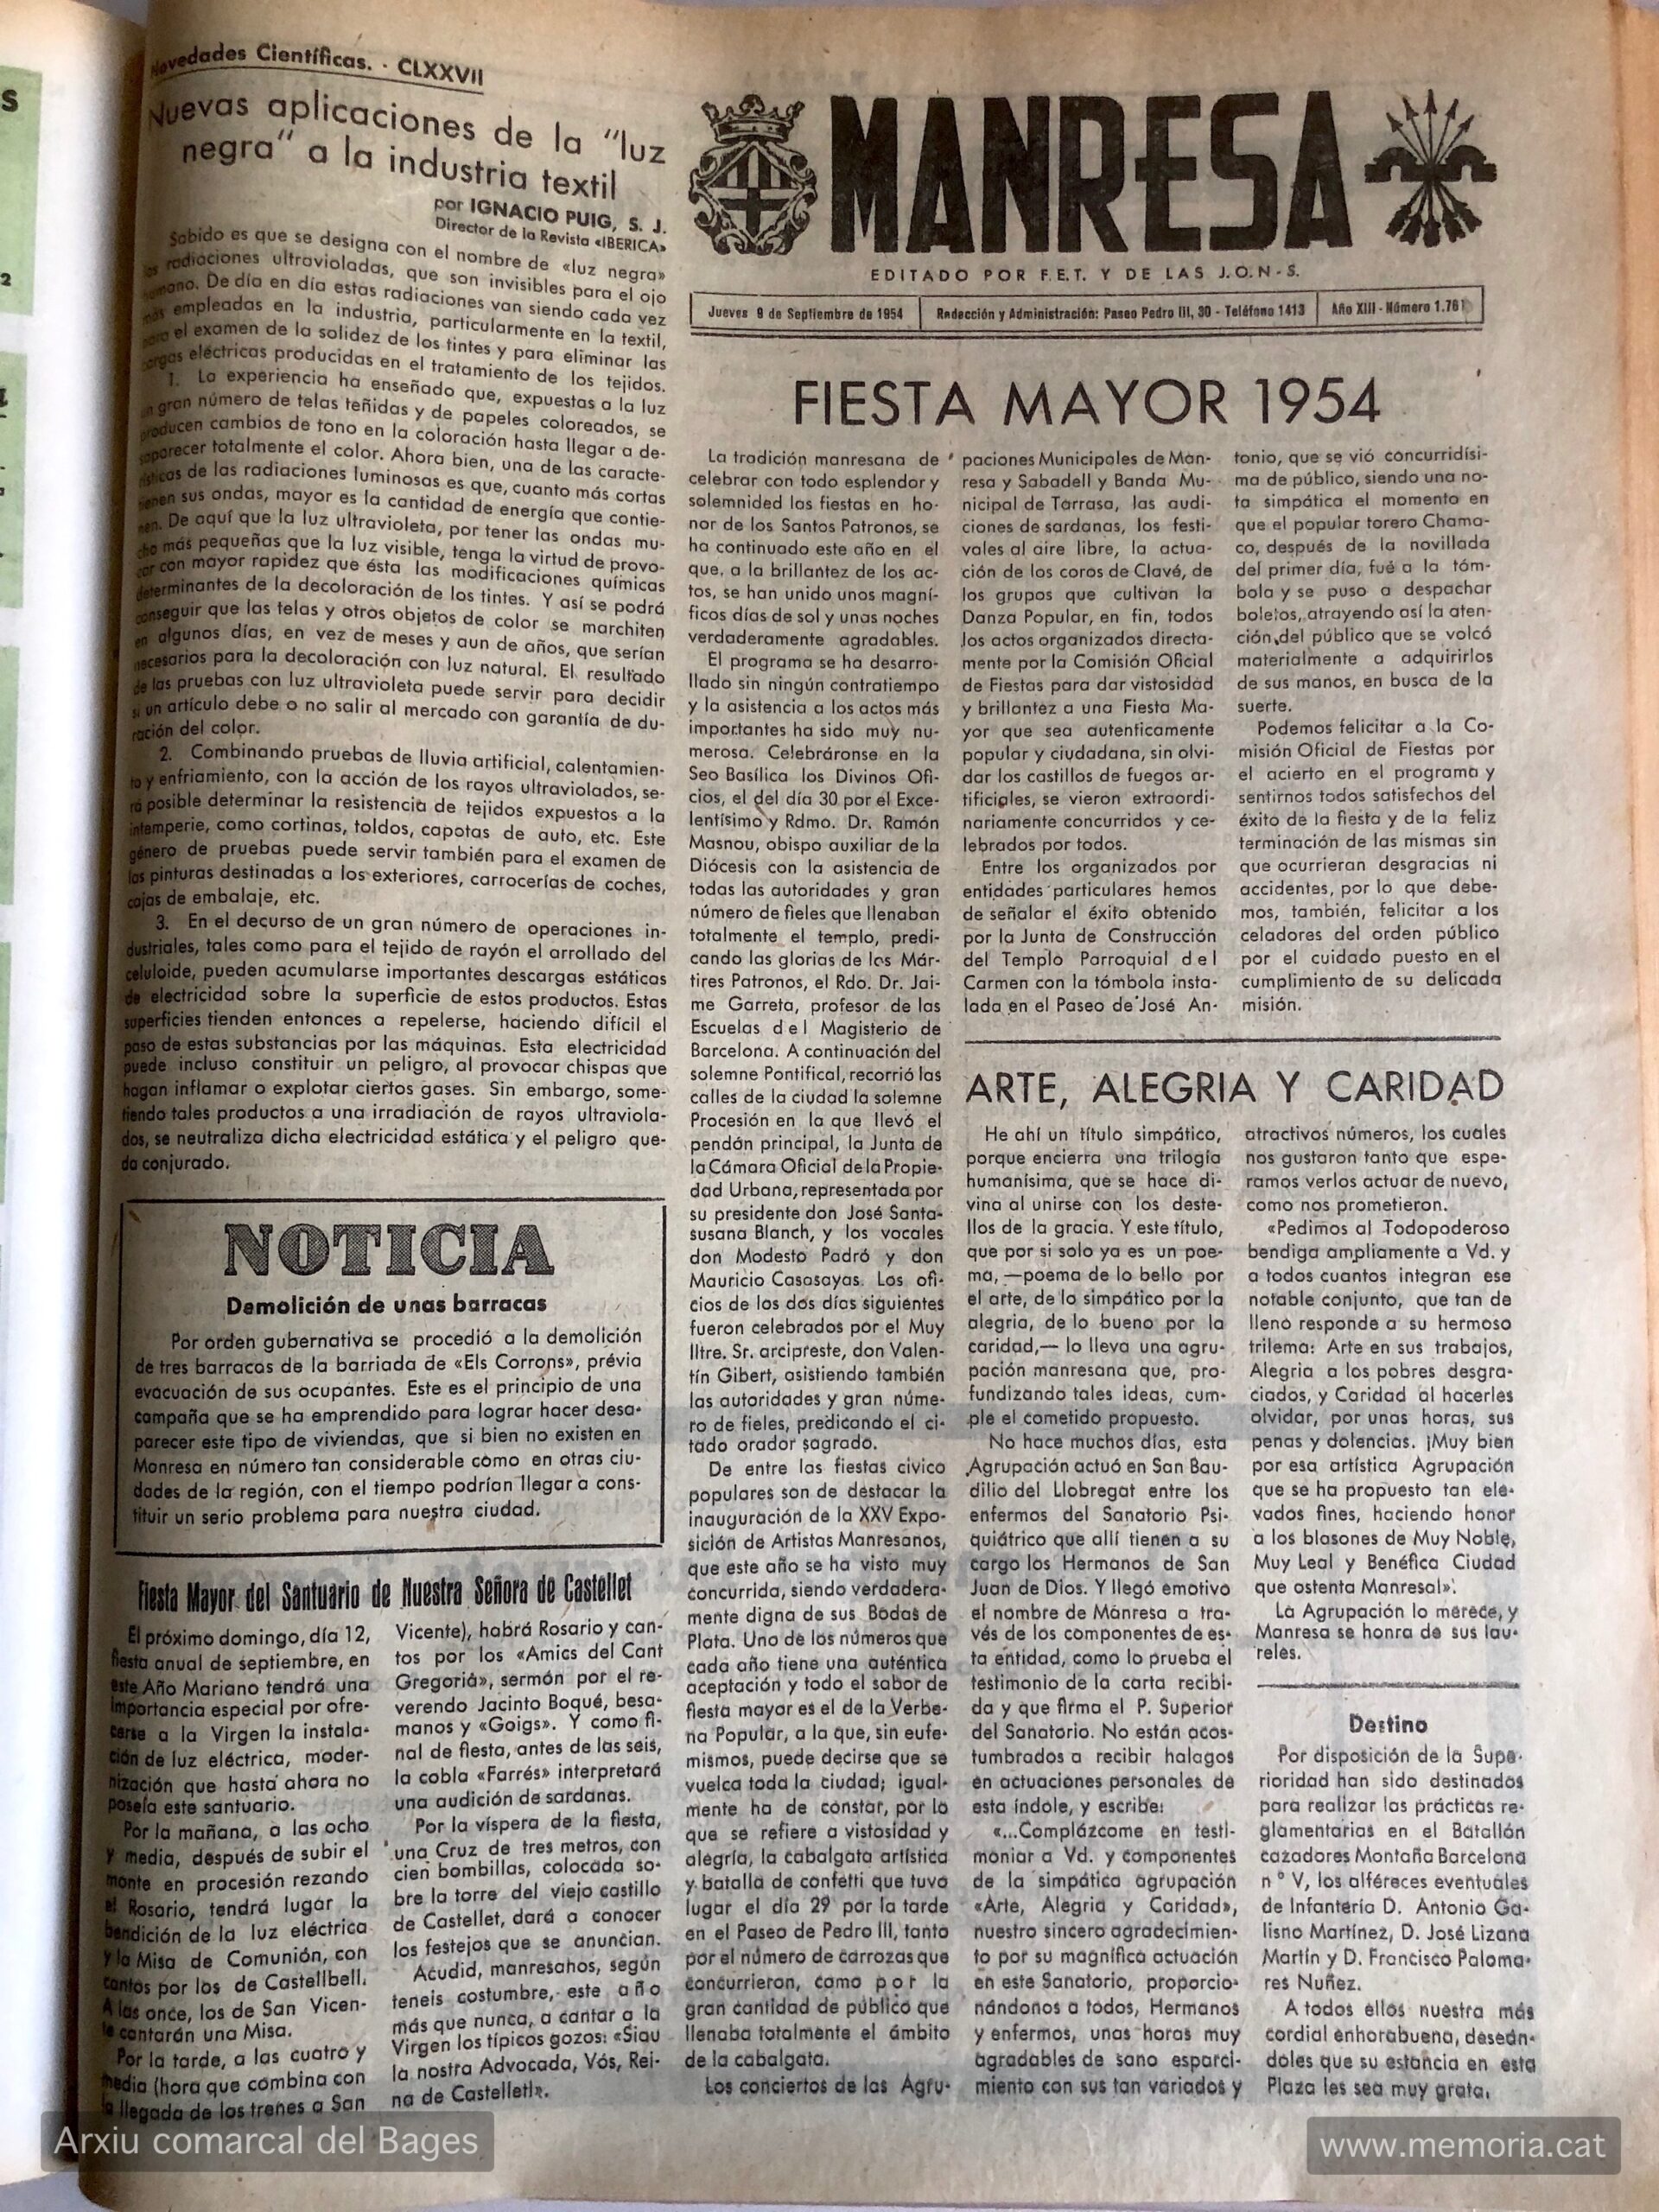 Novedades Científicas. - CLXXVII
Nuevas aplicaciones de la "luz
negra" a la industria textil
por IGNACIO PUIG, S. J.
Director de la Revista «IBERICA»
Sabido es que se designa con el nombre de «luz negra»
las radiaciones ultravioladas, que son invisibles para el ojo
humano. De día en día estas radiaciones van siendo cada vez
más empleadas en la industria, particularmente en la textil,
para el examen de la solidez de los tintes y para eliminar las
cargas eléctricas producidas en el tratamiento de los tejidos.
1. La experiencia ha enseñado que, expuestas a la luz
un gran número de telas teñidas y de papeles coloreados, se
producen cambios de tono en la coloración hasta llegar a de-
saparecer totalmente el color. Ahora bien, una de las caracte-
rísticas de las radiaciones luminosas es que, cuanto más cortas
tienen sus ondas, mayor es la cantidad de energía que contie-
nen. De aquí que la luz ultravioleta, por tener las ondas mu-
cho más pequeñas que la luz visible, tenga la virtud de provo-
car con mayor rapidez que ésta las modificaciones químicas
determinantes de la decoloración de los tintes. Y así se podrá
conseguir que las telas y otros objetos de color se marchiten
en algunos días, en vez de meses y aun de años, que serían
necesarios para la decoloración con luz natural. El resultado
de las pruebas con luz ultravioleta puede servir para decidir
si un artículo debe o no salir al mercado con garantía de du-
ración del color.
2. Combinando pruebas de lluvia artificial, calentamien-
to y enfriamiento, con la acción de los rayos ultraviolados, se-
rá posible determinar la resistencia de tejidos expuestos a la
intemperie, como cortinas, toldos, capotas de auto, etc. Este
género de pruebas puede servir también para el examen de
las pinturas destinadas a los exteriores, carrocerías de coches,
cajas de embalaje, etc.
3. En el decurso de un gran número de operaciones in-
dustriales, tales como para el tejido de rayón el arrollado del
celuloide, pueden acumularse importantes descargas estáticas
de electricidad sobre la superficie de estos productos. Estas
superficies tienden entonces a repelerse, haciendo difícil el
paso de estas substancias por las máquinas. Esta electricidad
puede incluso constituir un peligro, al provocar chispas que
hagan inflamar o explotar ciertos gases. Sin embargo, some-
tiendo tales productos a una irradiación de rayos ultraviola-
dos, se neutraliza dicha electricidad estática y el peligro que-
da conjurado.
NOTICIA
Demolición de unas barracas
Por orden gubernativa se procedió a la demolición
de tres barracas de la barriada de «Els Corrons», prévia
evacuación de sus ocupantes. Este es el principio de una
campaña que se ha emprendido para lograr hacer desa-
parecer este tipo de viviendas, que si bien no existen en
Manresa en número tan considerable como en otras ciu-
dades de la región, con el tiempo podrían llegar a cons-
tituir un serio problema para nuestra ciudad.
Fiesta Mayor del Santuario de Nuestra Señora de Castellet
El próximo domingo, día 12,
fiesta anual de septiembre, en
este Año Mariano tendrá una
importancia especial por ofre-
cerse a la Virgen la instala-
ción de luz eléctrica, moder-
nización que hasta ahora no
poseía este santuario.
Por la mañana, a las ocho
y media, después de subir el
monte en procesión rezando
el Rosario, tendrá lugar la
bendición de la luz eléctrica
y la Misa de Comunión, con
cantos por los de Castellbell.
A las once, los de San Vicen-
te cantarán una Misa.
Por la tarde, a las cuatro y
media (hora que combina con
la llegada de los trenes a San
Vicente), habrá Rosario y can-
tos por los «Amics del Cant
Gregorià», sermón por el re-
verendo Jacinto Boqué, besa-
manos y «Goigs». Y como fi-
nal de fiesta, antes de las seis,
la cobla «Farrés» interpretará
una audición de sardanas.
Por la víspera de la fiesta,
una Cruz de tres metros, con
cien bombillas, colocada so-
bre la torre del viejo castillo
de Castellet, dará a conocer
los festejos que se anuncian.
Acudid, manresanos, según
teneis costumbre, este año
más que nunca, a cantar a la
Virgen los típicos gozos: «Siau
la nostra Advocada, Vós, Rei-
na de Castellet!».
MANRESA
EDITADO POR F.E.T. Y DE LAS J.O.N-S.
Jueves 9 de Septiembre de 1954
Redacción y Administración: Paseo Pedro III, 30 - Teléfono 1413
Año XIII - Número 1.761
FIESTA MAYOR 1954
La tradición manresana de
celebrar con todo esplendor y
solemnided las fiestas en ho-
nor de los Santos Patronos, se
ha continuado este año en el
que, a la brillantez de los ac-
tos, se han unido unos magní-
ficos días de sol y unas noches
verdaderamente agradables.
El programa se ha desarro-
llado sin ningún contratiempo
y la asistencia a los actos más
importantes ha sido muy nu-
merosa. Celebráronse en la
Seo Basílica los Divinos Ofi-
cios, el del día 30 por el Exce-
lentísimo y Rdmo. Dr. Ramón
Masnou, obispo auxiliar de la
Diócesis con la asistencia de
todas las autoridades y gran
número de fieles que llenaban
totalmente el templo, predi-
cando las glorias de los Már-
tires Patronos, el Rdo. Dr. Jai-
me Garreta, profesor de las
Escuelas del Magisterio de
Barcelona. A continuación del
solemne Pontifical, recorrió las
calles de la ciudad la solemne
Procesión en la que llevó el
pendón principal, la Junta de
la Cámara Oficial de la Propie-
dad Urbana, representada por
su presidente don José Santa-
susana Blanch, y los vocales
don Modesto Padró y don
Mauricio Casasayas. Los ofi-
cios de los dos días siguientes
fueron celebrados por el Muy
Iltre. Sr. arcipreste, don Valen-
tín Gibert, asistiendo también
las autoridades y gran núme-
ro de fieles, predicando el ci-
tado orador sagrado.
De entre las fiestas civico
populares son de destacar la
inauguración de la XXV Expo-
sición de Artistas Manresanos,
que este año se ha visto muy
concurrida, siendo verdadera-
mente digna de sus Bodas de
Plata. Uno de los números que
cada año tiene una auténtica
aceptación y todo el sabor de
fiesta mayor es el de la Verbe-
na Popular, a la que, sin eufe-
mismos, puede decirse que se
vuelca toda la ciudad; igual-
mente ha de constar, por lo
que se refiere a vistosidad y
alegría, la cabalgata artística
y batalla de confetti que tuvo
lugar el día 29 por la tarde
en el Paseo de Pedro III, tanto
por el número de carrozas que
concurrieron, como por la
gran cantidad de público que
llenaba totalmente el ámbito
de la cabalgata.
Los conciertos de las Agru-
paciones Municipales de Man-
resa y Sabadell y Banda Mu-
nicipal de Tarrasa, las audi-
ciones de sardanas, los festi-
vales al aire libre, la actua-
ción de los coros de Clavé, de
los grupos que cultivan la
Danza Popular, en fin, todos
los actos organizados directa-
mente por la Comisión Oficial
de Fiestas para dar vistosidad
y brillantez a una Fiesta Ma-
yor que sea autenticamente
popular y ciudadana, sin olvi-
dar los castillos de fuegos ar-
tificiales, se vieron extraordi-
nariamente concurridos y ce-
lebrados por todos.
Entre los organizados por
entidades particulares hemos
de señalar el éxito obtenido
por la Junta de Construcción
del Templo Parroquial del
Carmen con la tómbola insta-
lada en el Paseo de José An-
tonio, que se vió concurridísi-
ma de público, siendo una no-
ta simpática el momento en
que el popular torero Chama-
co, después de la novillada
del primer día, fué a la tóm-
bola y se puso a despachar
boletos, atrayendo así la aten-
ción del público que se volcó
materialmente a adquirirlos
de sus manos, en busca de la
suerte.
Podemos felicitar a la Co-
misión Oficial de Fiestas por
el acierto en el programa y
sentirnos todos satisfechos del
éxito de la fiesta y de la feliz
terminación de las mismas sin
que ocurrieran desgracias ni
accidentes, por lo que debe-
mos, también, felicitar a los
celadores del orden público
por el cuidado puesto en el
cumplimiento de su delicada
misión.
ARTE, ALEGRIA Y CARIDAD
He ahí un título simpático,
porque encierra una trilogía
humanísima, que se hace di-
vina al unirse con los deste-
llos de la gracia. Y este título,
que por si solo ya es un poe-
ma, —poema de lo bello por
el arte, de lo simpático por la
alegria, de lo bueno por la
caridad,— lo lleva una agru-
pación manresana que, pro-
fundizando tales ideas, cum-
ple el cometido propuesto.
No hace muchos días, esta
Agrupación actuó en San Bau-
dilio del Llobregat entre los
enfermos del Sanatorio Psi-
quiátrico que allí tienen a su
cargo los Hermanos de San
Juan de Dios. Y llegó emotivo
el nombre de Manresa a tra-
vés de los componentes de es-
ta entidad, como lo prueba el
testimonio de la carta recibi-
da y que firma el P. Superior
del Sanatorio. No están acos-
tumbrados a recibir halagos
en actuaciones personales de
esta índole, y escribe:
«...Complázcome en testi-
moniar a Vd. y componentes
de la simpática agrupación
«Arte, Alegria y Caridad»,
nuestro sincero agradecimien-
to por su magnífica actuación
en este Sanatorio, proporcio-
nándonos a todos, Hermanos
y enfermos, unas horas muy
agradables de sano esparci-
miento con sus tan variados y
atractivos números, los cuales
nos gustaron tanto que espe-
ramos verlos actuar de nuevo,
como nos prometieron.
«Pedimos al Todopoderoso
bendiga ampliamente a Vd. y
a todos cuantos integran ese
notable conjunto, que tan de
lleno responde a su hermoso
trilema: Arte en sus trabajos,
Alegria a los pobres desgra-
ciados, y Caridad al hacerles
olvidar, por unas horas, sus
penas y dolencias. ¡Muy bien
por esa artística Agrupación
que se ha propuesto tan ele-
vados fines, haciendo honor
a los blasones de Muy Noble,
Muy Leal y Benéfica Ciudad
que ostenta Manresa!».
La Agrupación lo merece, y
Manresa se honra de sus lau-
reles.
Destino
Por disposición de la Supe-
rioridad han sido destinados
para realizar las prácticas re-
glamentarias en el Batallón
cazadores Montaña Barcelona
n° V, los alféreces eventuales
de Infantería D. Antonio Ga-
lisno Martínez, D. José Lizana
Martín y D. Francisco Paloma-
res Nuñez.
A todos ellos nuestra más
cordial enhorabuena, deseán-
doles que su estancia en esta
Plaza les sea muy grata.
Arxiu comarcal del Bages
www.memoria.cat